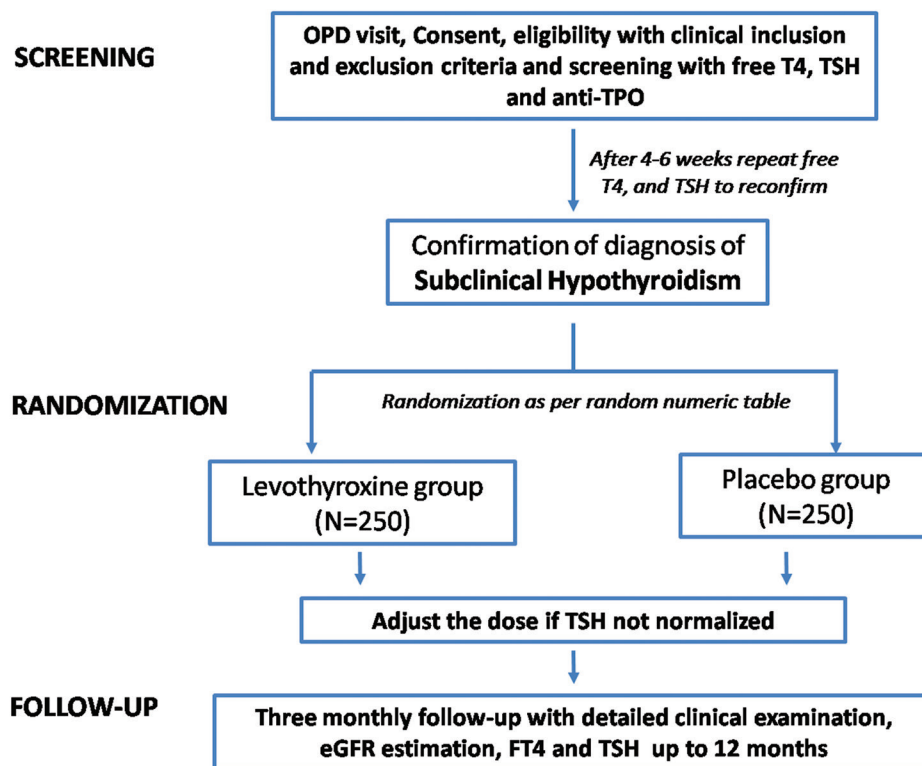 SCREENING
OPD visit, Consent, eligibility with clinical inclusion
and exclusion criteria and screening with free T4, TSH
and anti-TPO
After 4-6 weeks repeat free
T4, and TSH to reconfirm
Confirmation of diagnosis of
Subclinical Hypothyroidism
RANDOMIZATION
Randomization as per random numeric table
Levothyroxine group
(N=250)
Placebo group
(N=250)
Adjust the dose if TSH not normalized
FOLLOW-UP
Three monthly follow-up with detailed clinical examination,
eGFR estimation, FT4 and TSH up to 12 months